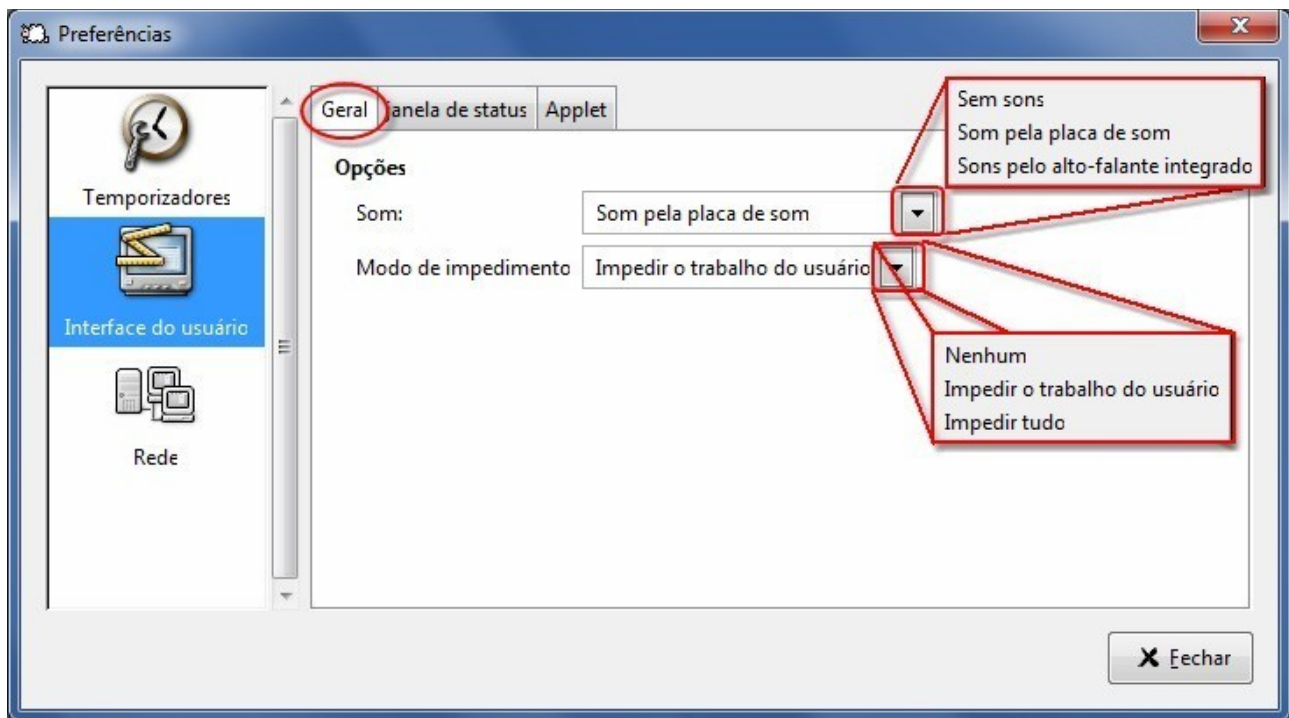 Preferências
Temporizadores
Interface do usuário
Rede
Geral
Janela de status
Applet
Opções
Som:
Som pela placa de som
Modo de impedimento
Impedir o trabalho do usuário
Sem sons
Som pela placa de som
Sons pelo alto-falante integrado
Nenhum
Impedir o trabalho do usuário
Impedir tudo
Fechar